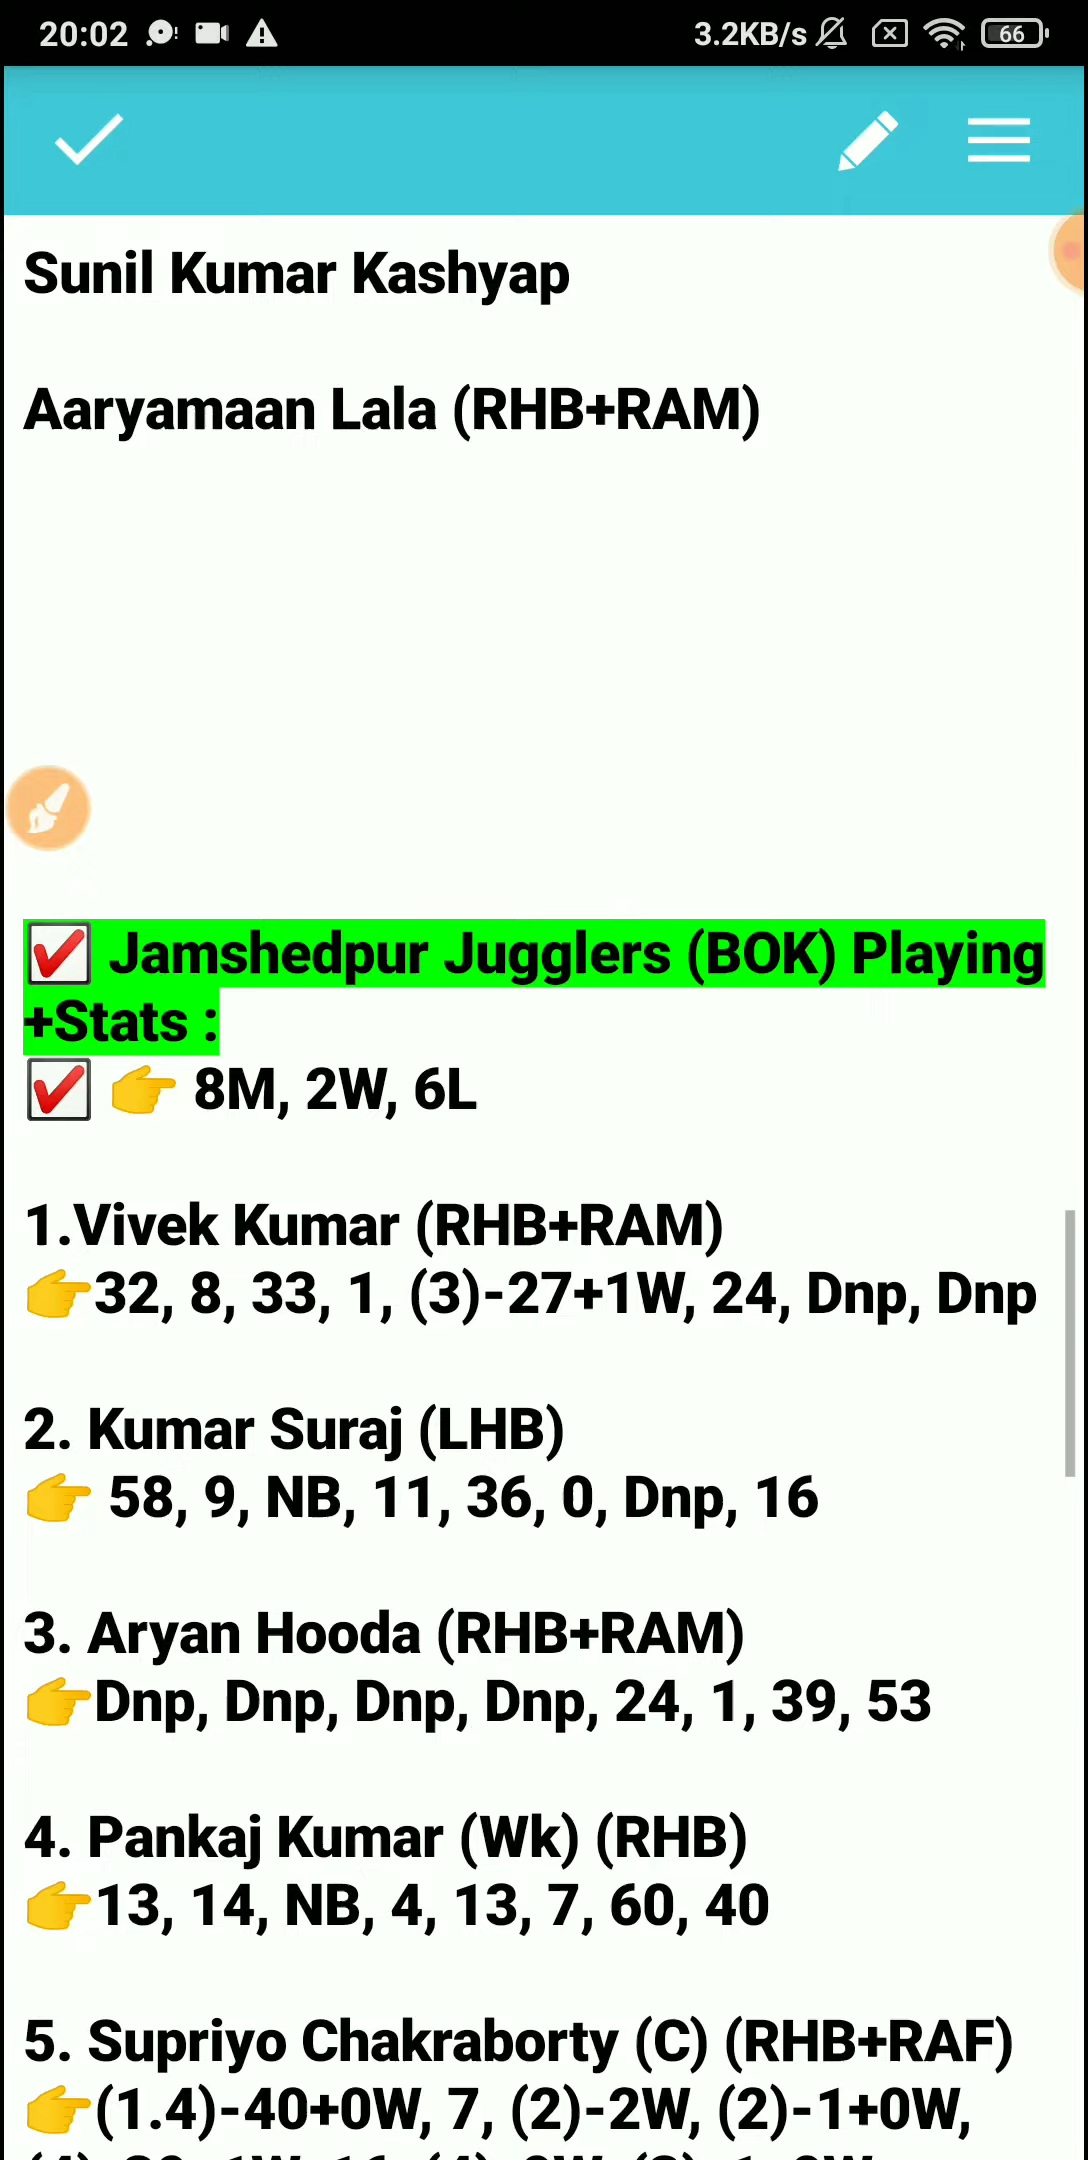 20:02
3.2KB/s
66
Sunil Kumar Kashyap
Aaryamaan Lala (RHB+RAM)
Jamshedpur Jugglers (BOK) Playing
+Stats :
8M, 2W, 6L
1.Vivek Kumar (RHB+RAM)
32, 8, 33, 1, (3)-27+1W, 24, Dnp, Dnp
2. Kumar Suraj (LHB)
58, 9, NB, 11, 36, 0, Dnp, 16
3. Aryan Hooda (RHB+RAM)
Dnp, Dnp, Dnp, Dnp, 24, 1, 39, 53
4. Pankaj Kumar (Wk) (RHB)
13, 14, NB, 4, 13, 7, 60, 40
5. Supriyo Chakraborty (C) (RHB+RAF)
(1.4)-40+0W, 7, (2)-2W, (2)-1+0W,